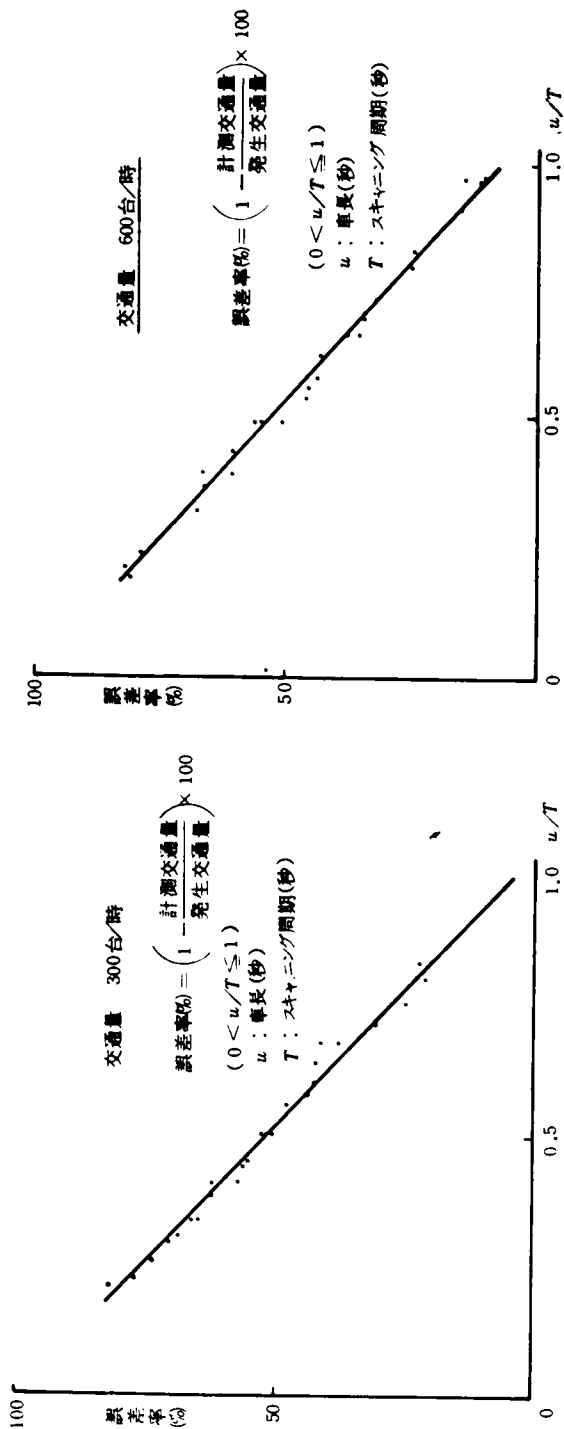 100
誤差率(%)
50
0
0.5
1.0
u/T
交通量 300台/時
誤差率(%)=(1-計測交通量/発生交通量)×100
(0<u/T≦1)
u:車長(秒)
T:スキャニング周期(秒)
100
誤差率(%)
50
0
0.5
1.0
u/T
交通量 600台/時
誤差率(%)=(1-計測交通量/発生交通量)×100
(0<u/T≦1)
u:車長(秒)
T:スキャニング周期(秒)